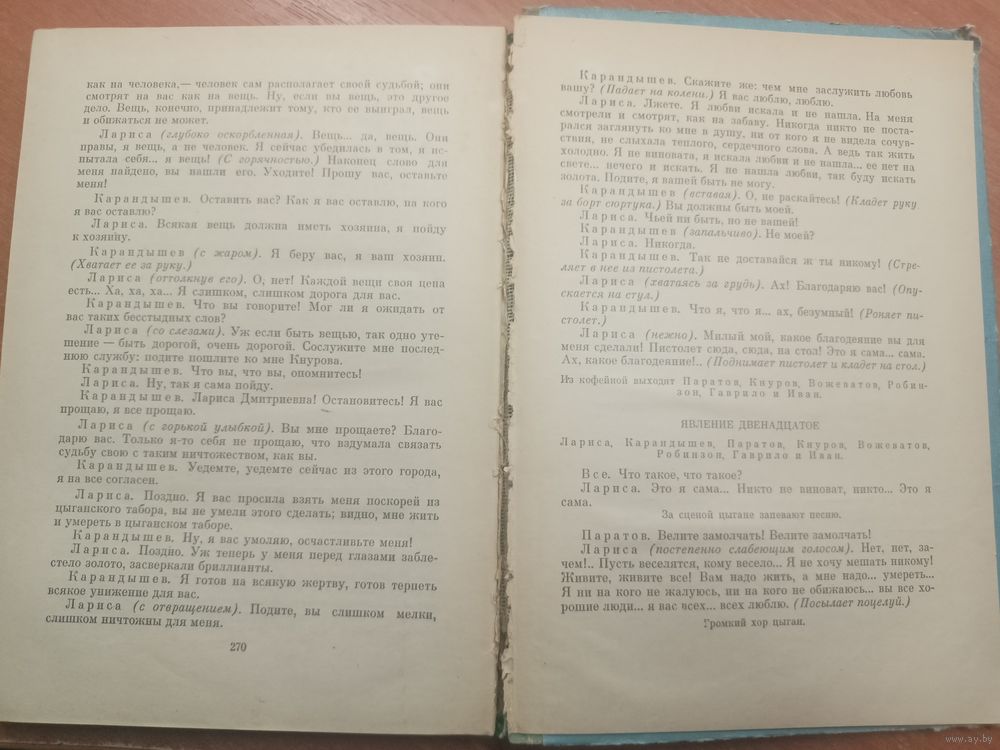 как на человека,— человек сам располагает своей судьбой; они
смотрят на вас как на вещь. Ну, если вы вещь, это другое
дело. Вещь, конечно, принадлежит тому, кто ее выиграл, вещь
и обижаться не может.
Лариса (глубоко оскорбленная). Вещь... да, вещь. Они
правы, я вещь, а не человек. Я сейчас убедилась в том, я ис-
пытала себя... я вещь! (С горячностью.) Наконец слово для
меня найдено, вы нашли его. Уходите! Прошу вас, оставьте
меня!
Карандышев. Оставить вас? Как я вас оставлю, на кого
я вас оставлю?
Лариса. Всякая вещь должна иметь хозяина, я пойду
к хозяину.
Карандышев (с жаром). Я беру вас, я ваш хозяин.
(Хватает ее за руку.)
Лариса (оттолкнув его). О, нет! Каждой вещи своя цена
есть... Ха, ха, ха... Я слишком, слишком дорога для вас.
Карандышев. Что вы говорите! Мог ли я ожидать от
вас таких бесстыдных слов?
Лариса (со слезами). Уж если быть вещью, так одно уте-
шение — быть дорогой, очень дорогой. Сослужите мне послед-
нюю службу: подите пошлите ко мне Кнурова.
Карандышев. Что вы, что вы, опомнитесь!
Лариса. Ну, так я сама пойду.
Карандышев. Лариса Дмитриевна! Остановитесь! Я вас
прощаю, я все прощаю.
Лариса (с горькой улыбкой). Вы мне прощаете? Благо-
дарю вас. Только я-то себе не прощаю, что вздумала связать
судьбу свою с таким ничтожеством, как вы.
Карандышев. Уедемте, уедемте сейчас из этого города,
я на все согласен.
Лариса. Поздно. Я вас просила взять меня поскорей из
цыганского табора, вы не умели этого сделать; видно, мне жить
и умереть в цыганском таборе.
Карандышев. Ну, я вас умоляю, осчастливьте меня!
Лариса. Поздно. Уж теперь у меня перед глазами забле-
стело золото, засверкали бриллианты.
Карандышев. Я готов на всякую жертву, готов терпеть
всякое унижение для вас.
Лариса (с отвращением). Подите, вы слишком мелки,
слишком ничтожны для меня.
270
Карандышев. Скажите же: чем мне заслужить любовь
вашу? (Падает на колени.) Я вас люблю, люблю.
Лариса. Лжете. Я любви искала и не нашла. На меня
смотрели и смотрят, как на забаву. Никогда никто не поста-
рался заглянуть ко мне в душу, ни от кого я не видела сочув-
ствия, не слыхала теплого, сердечного слова. А ведь так жить
холодно. Я не виновата, я искала любви и не нашла... ее нет на
свете... нечего и искать. Я не нашла любви, так буду искать
золота. Подите, я вашей быть не могу.
Карандышев (вставая). О, не раскайтесь! (Кладет руку
за борт сюртука.) Вы должны быть моей.
Лариса. Чьей ни быть, но не вашей!
Карандышев (запальчиво). Не моей?
Лариса. Никогда.
Карандышев. Так не доставайся ж ты никому! (Стре-
ляет в нее из пистолета.)
Лариса (хватаясь за грудь). Ах! Благодаряю вас! (Опу-
скается на стул.)
Карандышев. Что я, что я... ах, безумный! (Роняет пи-
столет.)
Лариса (нежно). Милый мой, какое благодеяние вы для
меня сделали! Пистолет сюда, сюда, на стол! Это я сама... сама.
Ах, какое благодеяние!.. (Поднимает пистолет и кладет на стол.)
Из кофейной выходят Паратов, Кнуров, Вожеватов, Робин-
зон, Гаврило и Иван.
ЯВЛЕНИЕ ДВЕНАДЦАТОЕ
Лариса, Карандышев, Паратов, Кнуров, Вожеватов,
Робинзон, Гаврило и Иван.
Все. Что такое, что такое?
Лариса. Это я сама... Никто не виноват, никто... Это я
сама.
За сценой цыгане запевают песню.
Паратов. Велите замолчать! Велите замолчать!
Лариса (постепенно слабеющим голосом). Нет, нет, за-
чем!.. Пусть веселятся, кому весело... Я не хочу мешать никому!
Живите, живите все! Вам надо жить, а мне надо... умереть...
Я ни на кого не жалуюсь, ни на кого не обижаюсь... вы все хо-
рошие люди... я вас всех... всех люблю. (Посылает поцелуй.)
Громкий хор цыган.
www.ay.by